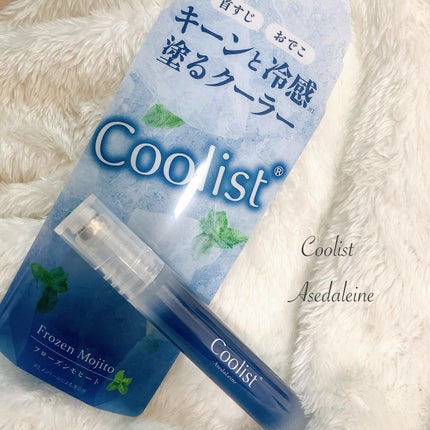 首すじ
おでこ
キーンと冷感
塗るクーラー
Coolist®
Frozen Mojito
フローズンモヒート
Coolist
Asedaleine
Coolist®
Asedaleine